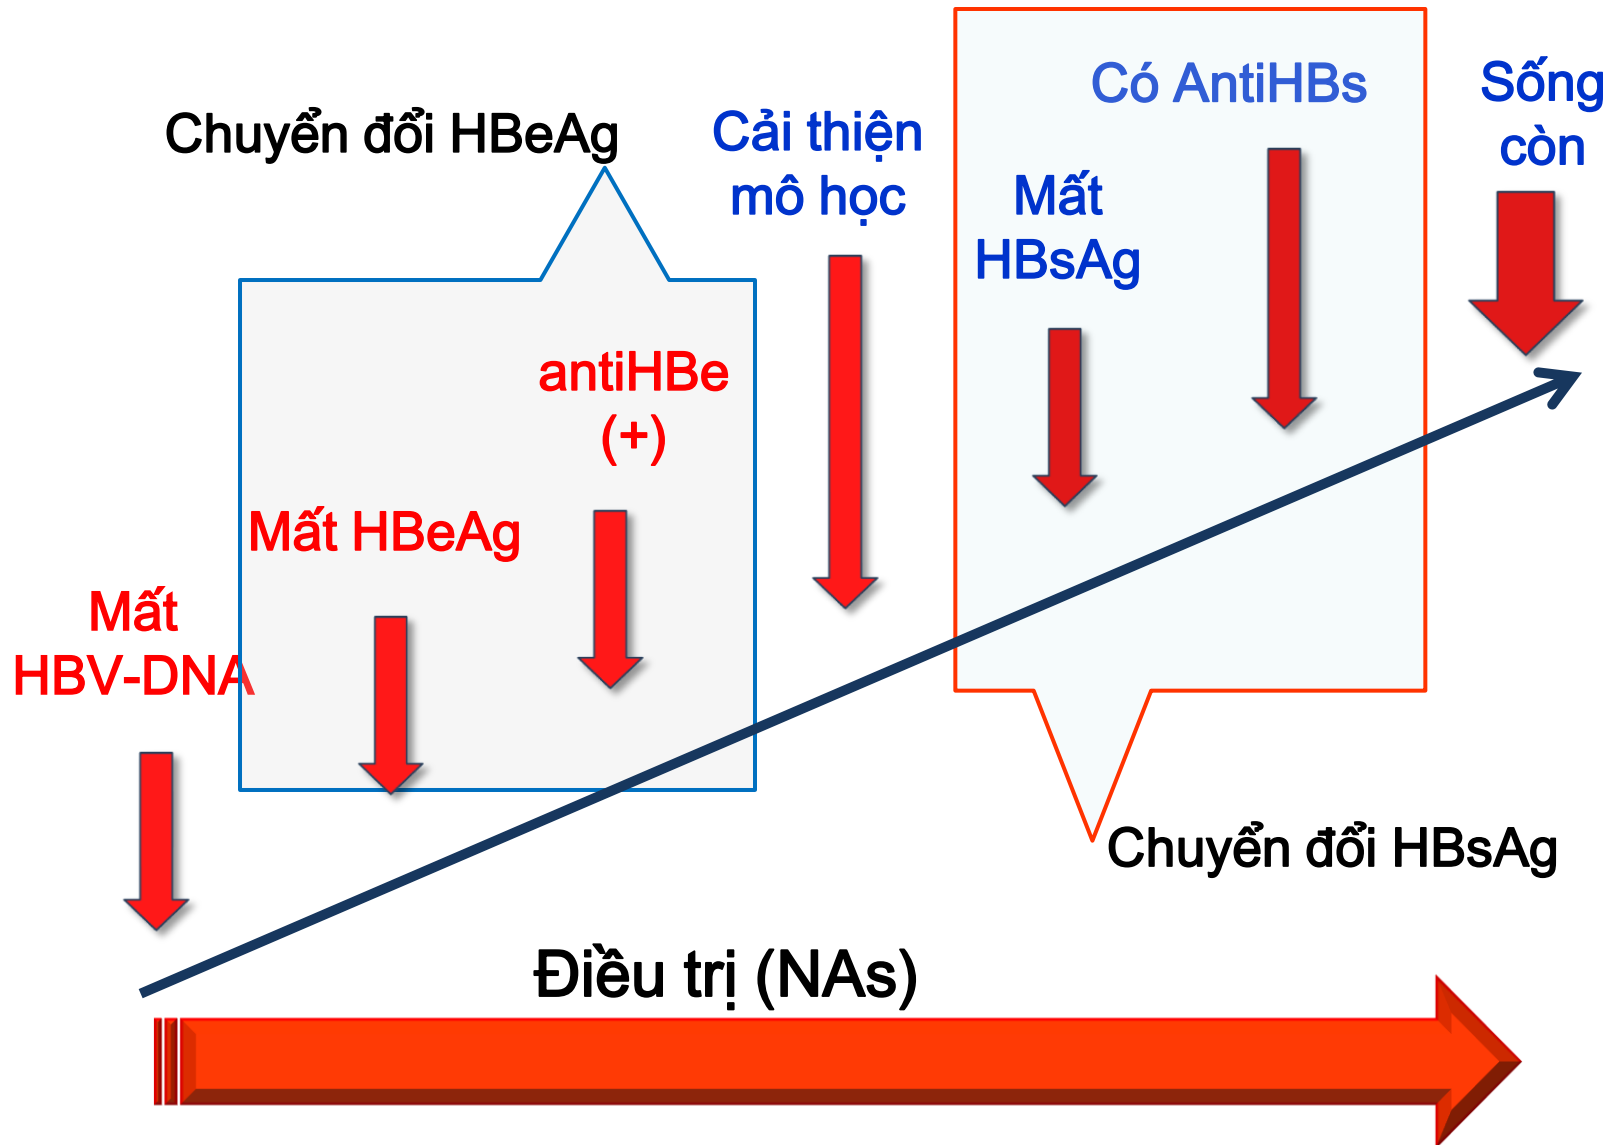 Chuyển đổi HBeAg
Mất
HBV-DNA
Mất HBeAg
antiHBe
(+)
Cải thiện
mô học
Mất
HBsAg
Có AntiHBs
Sống
còn
Chuyển đổi HBsAg
Điều trị (NAs)